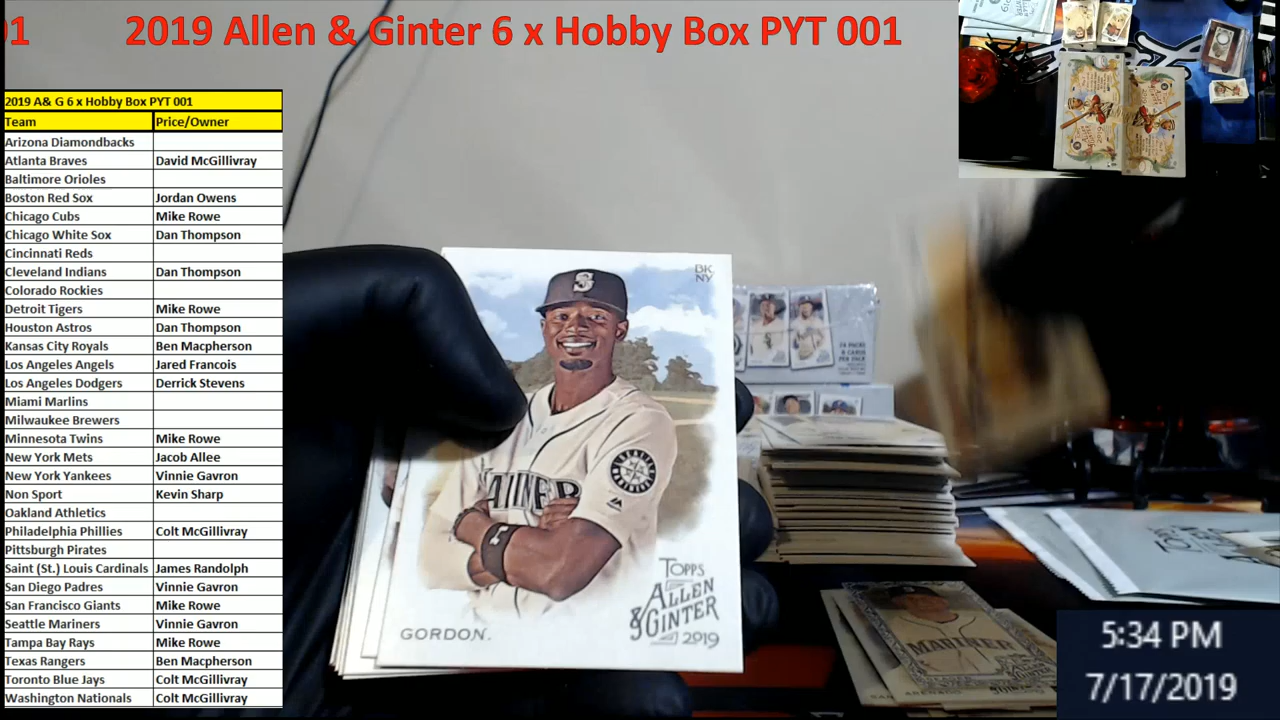 01 2019 Allen & Ginter 6 x Hobby Box PYT 001
2019 A& G 6 x Hobby Box PYT 001
Team Price/Owner
Arizona Diamondbacks
Atlanta Braves David McGillivray
Baltimore Orioles
Boston Red Sox Jordan Owens
Chicago Cubs Mike Rowe
Chicago White Sox Dan Thompson
Cincinnati Reds
Cleveland Indians Dan Thompson
Colorado Rockies
Detroit Tigers Mike Rowe
Houston Astros Dan Thompson
Kansas City Royals Ben Macpherson
Los Angeles Angels Jared Francois
Los Angeles Dodgers Derrick Stevens
Miami Marlins
Milwaukee Brewers
Minnesota Twins Mike Rowe
New York Mets Jacob Allee
New York Yankees Vinnie Gavron
Non Sport Kevin Sharp
Oakland Athletics
Philadelphia Phillies Colt McGillivray
Pittsburgh Pirates
Saint (St.) Louis Cardinals James Randolph
San Diego Padres Vinnie Gavron
San Francisco Giants Mike Rowe
Seattle Mariners Vinnie Gavron
Tampa Bay Rays Mike Rowe
Texas Rangers Ben Macpherson
Toronto Blue Jays Colt McGillivray
Washington Nationals Colt McGillivray
BK
NY
S
MARINER
TOPPS
ALLEN
& GINTER
2019
GORDON.
MARINER
5:34 PM
7/17/2019